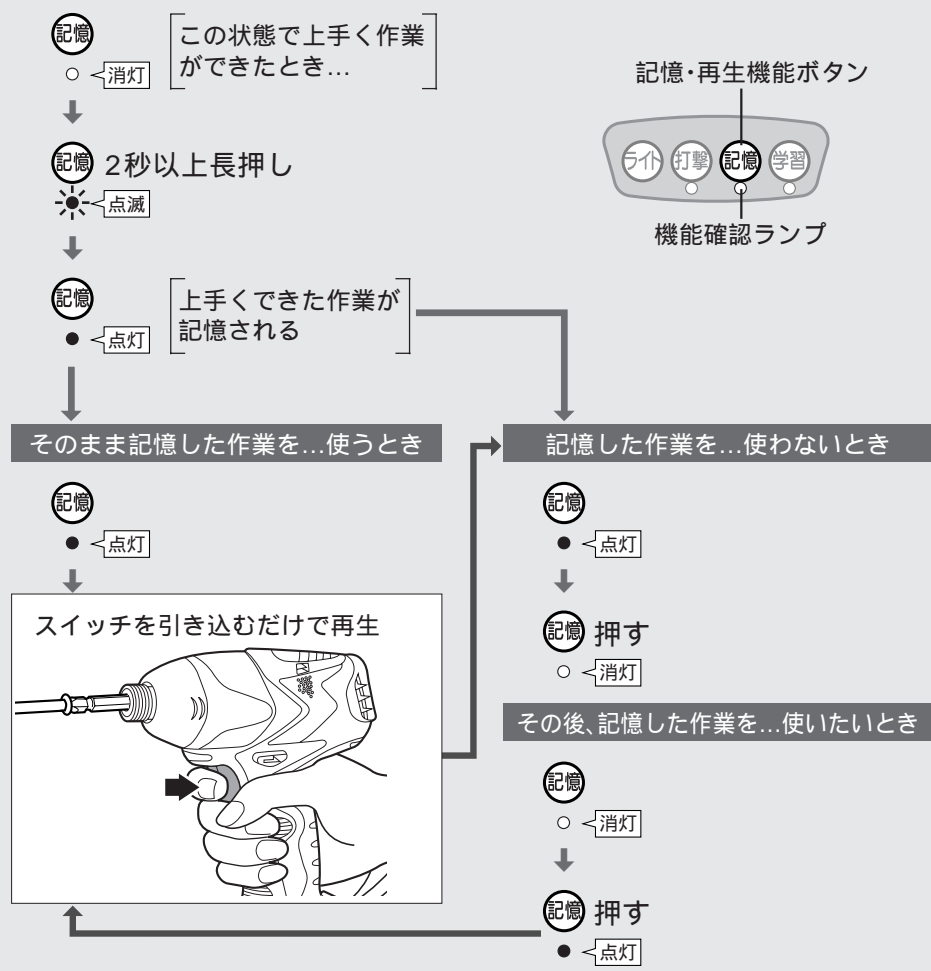 記憶
消灯
この状態で上手く作業
ができたとき…
記憶 2秒以上長押し
点滅
記憶
点灯
上手くできた作業が
記憶される
記憶・再生機能ボタン
ライト 打撃 記憶 学習
機能確認ランプ
そのまま記憶した作業を…使うとき
記憶
点灯
スイッチを引き込むだけで再生
記憶した作業を…使わないとき
記憶
点灯
記憶 押す
消灯
その後、記憶した作業を…使いたいとき
記憶
消灯
記憶 押す
点灯